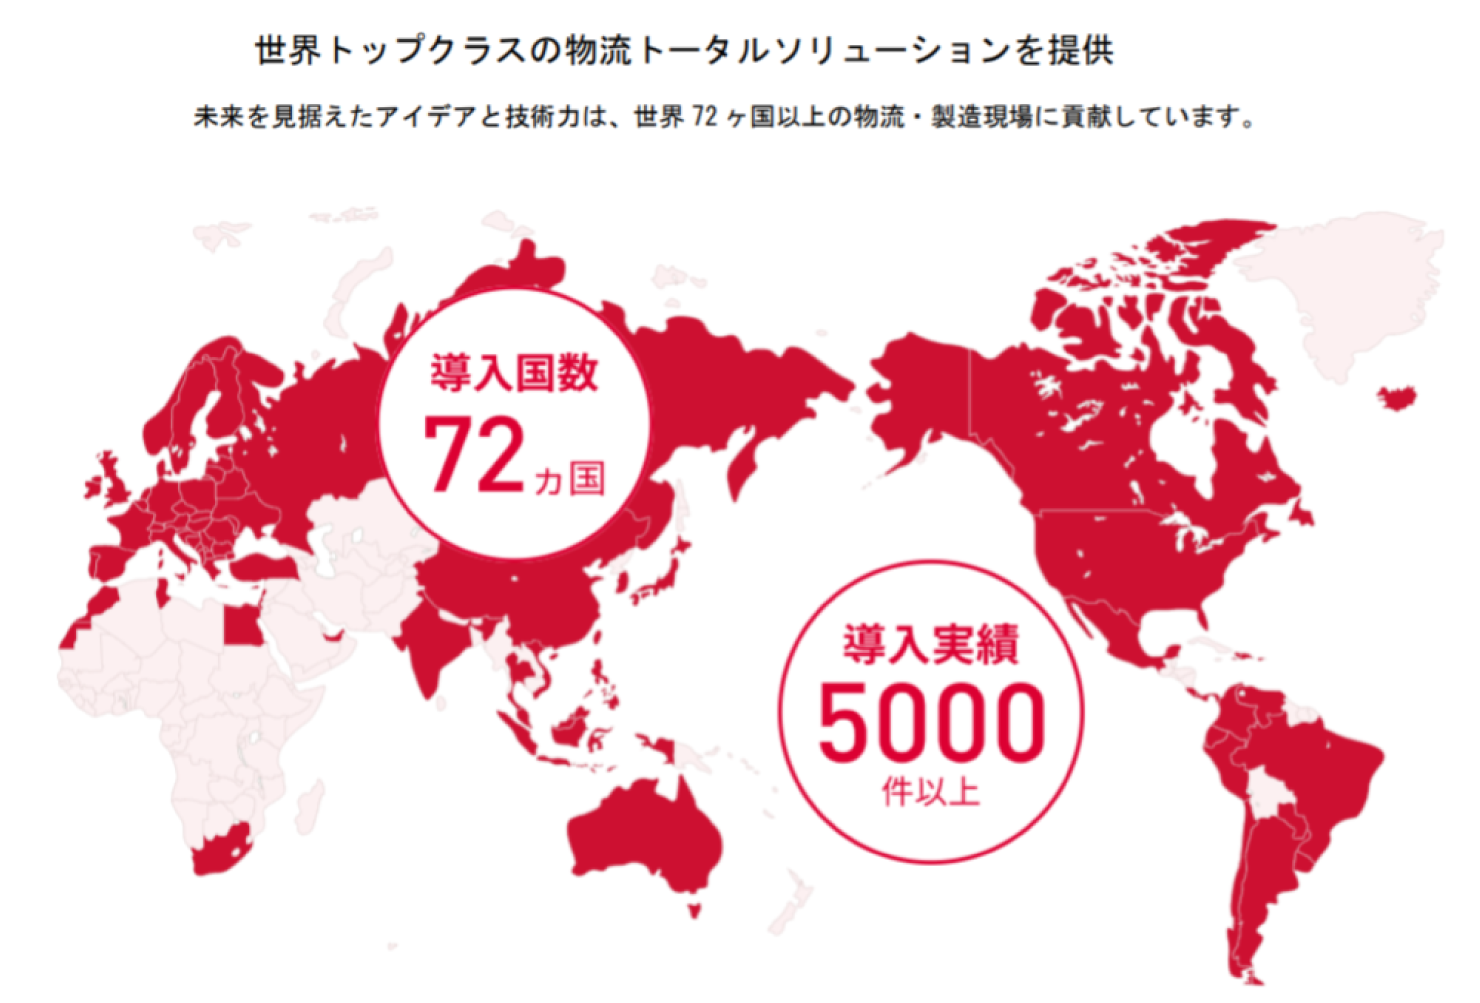 世界トップクラスの物流トータルソリューションを提供
未来を見据えたアイデアと技術力は、世界 72 ヶ国以上の物流・製造現場に貢献しています。
導入国数
72 カ国
導入実績
5000
件以上